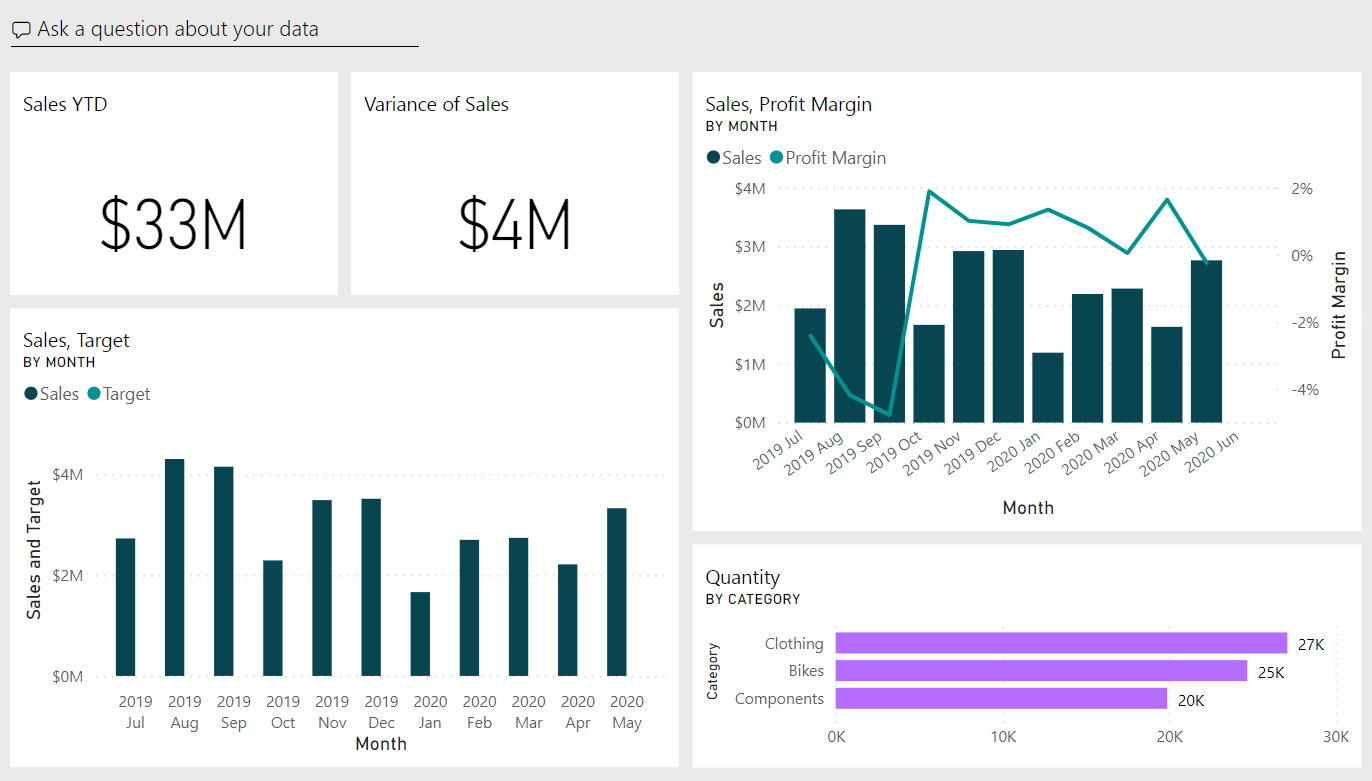 Ask a question about your data
Sales YTD
$33M
Variance of Sales
$4M
Sales, Target
BY MONTH
Sales Target
Sales and Target
$4M
$2M
$0M
2019 Jul
2019 Aug
2019 Sep
2019 Oct
2019 Nov
2019 Dec
2020 Jan
2020 Feb
2020 Mar
2020 Apr
2020 May
Month
Sales, Profit Margin
BY MONTH
Sales Profit Margin
Sales
$4M
$3M
$2M
$1M
$0M
2%
0%
-2%
-4%
Profit Margin
2019 Jul
2019 Aug
2019 Sep
2019 Oct
2019 Nov
2019 Dec
2020 Jan
2020 Feb
2020 Mar
2020 Apr
2020 May
2020 Jun
Month
Quantity
BY CATEGORY
Category
Clothing 27K
Bikes 25K
Components 20K
0K 10K 20K 30K